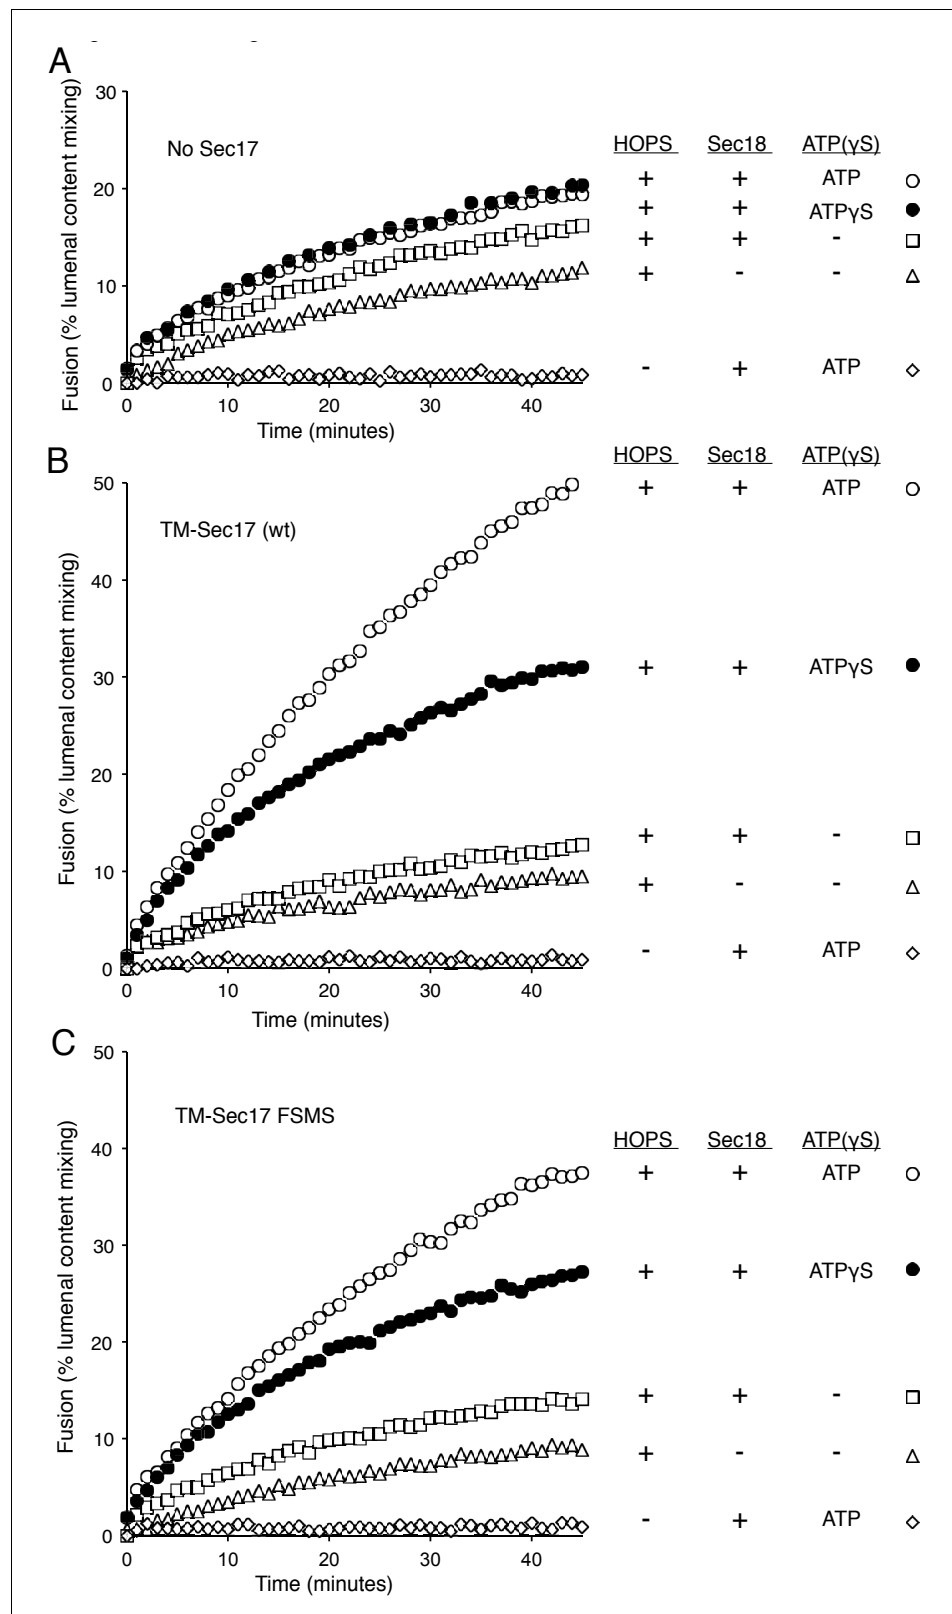 A
No Sec17
Fusion (% lumenal content mixing)
30
20
10
0
0 10 20 30 40
Time (minutes)
HOPS Sec18 ATP(γS)
+ + ATP
+ + ATPγS
+ + -
+ - -
- + ATP
B
TM-Sec17 (wt)
Fusion (% lumenal content mixing)
50
40
30
20
10
0
0 10 20 30 40
Time (minutes)
HOPS Sec18 ATP(γS)
+ + ATP
+ + ATPγS
+ + -
+ - -
- + ATP
C
TM-Sec17 FSMS
Fusion (% lumenal content mixing)
50
40
30
20
10
0
0 10 20 30 40
Time (minutes)
HOPS Sec18 ATP(γS)
+ + ATP
+ + ATPγS
+ + -
+ - -
- + ATP